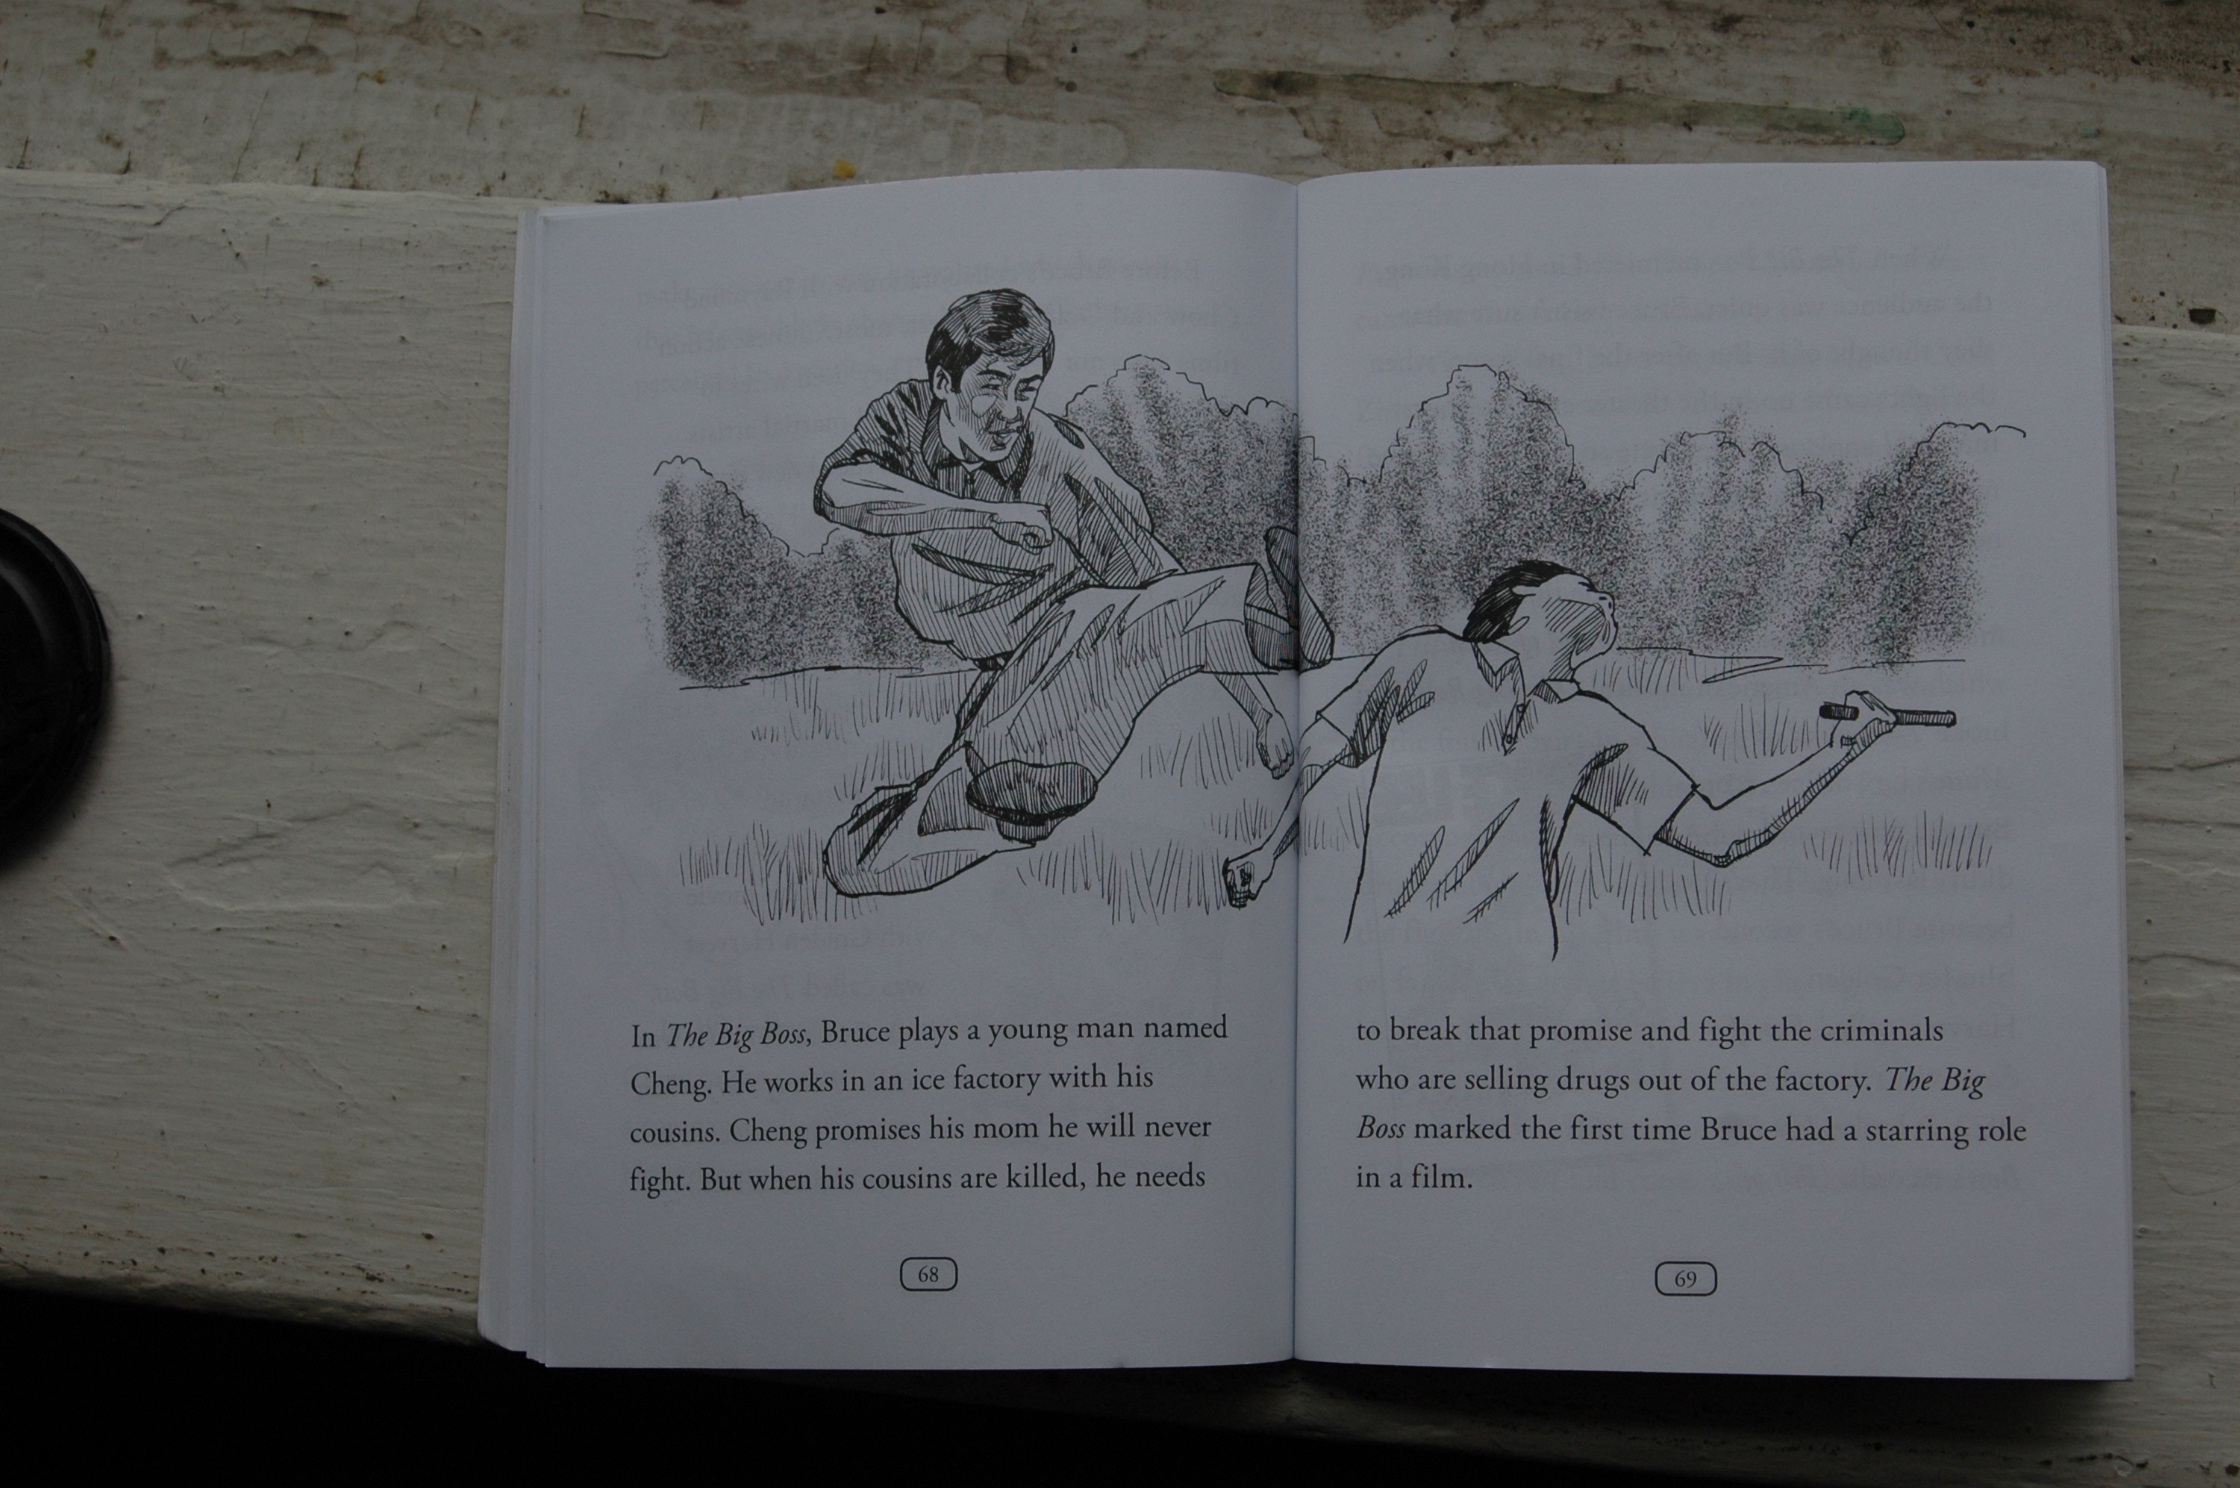 In The Big Boss, Bruce plays a young man named
Cheng. He works in an ice factory with his
cousins. Cheng promises his mom he will never
fight. But when his cousins are killed, he needs
68
to break that promise and fight the criminals
who are selling drugs out of the factory. The Big
Boss marked the first time Bruce had a starring role
in a film.
69